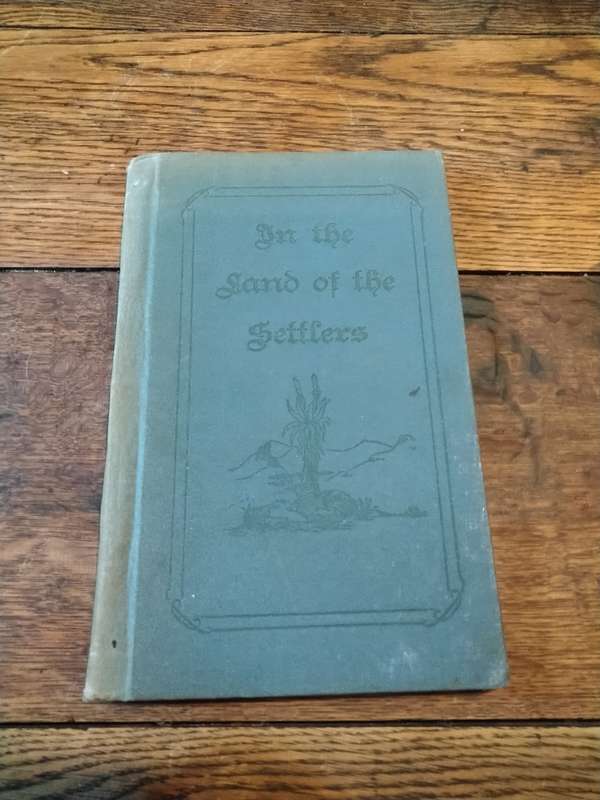 In the
Land of the
Settlers